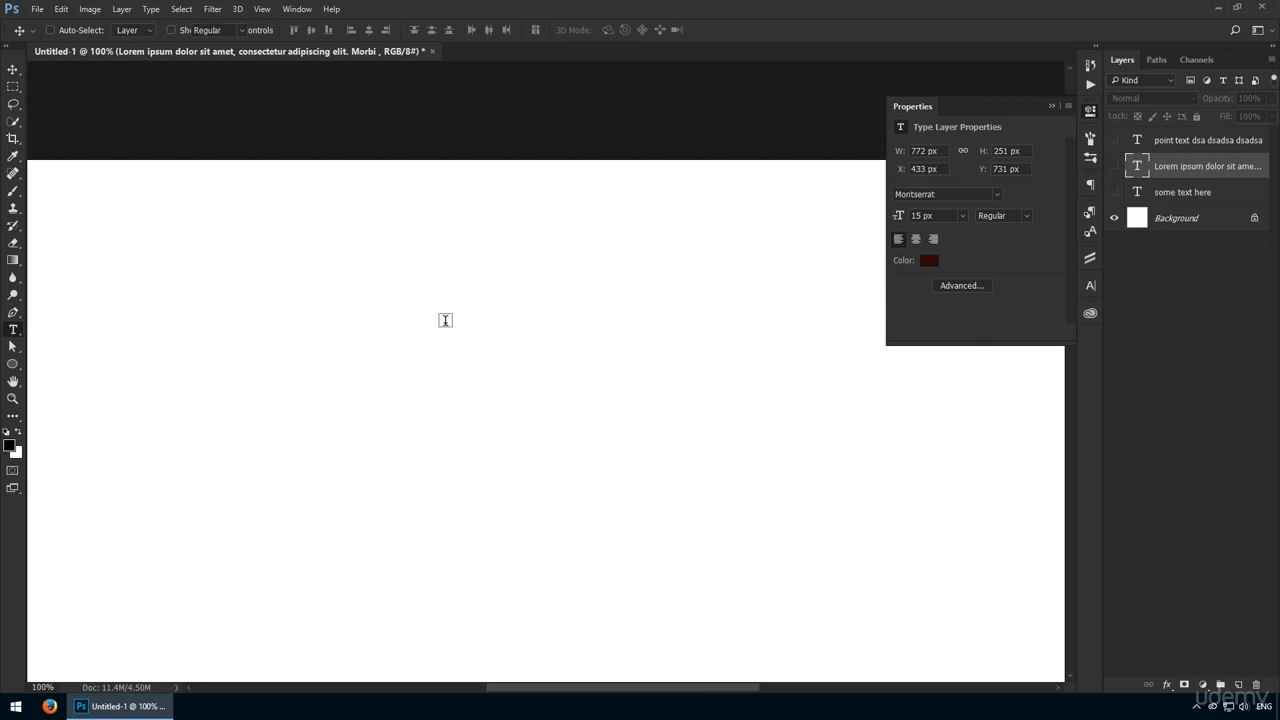 Ps File Edit Image Layer Type Select Filter 3D View Window Help
Auto-Select: Layer Sh Regular ontrols 3D Mode:
Untitled-1 @ 100% (Lorem ipsum dolor sit amet, consectetur adipiscing elit. Morbi , RGB/8#) * ×
Properties
T Type Layer Properties
W: 772 px H: 251 px
X: 433 px Y: 731 px
Montserrat
15 px Regular
Color:
Advanced...
Layers Paths Channels
Kind
Normal Opacity: 100%
Lock: Fill: 100%
T point text dsa dsadsa dsadsa
T Lorem ipsum dolor sit ame...
T some text here
Background
100% Doc: 11.4M/4.50M
Ps Untitled-1 @ 100% ...
ENG
udemy